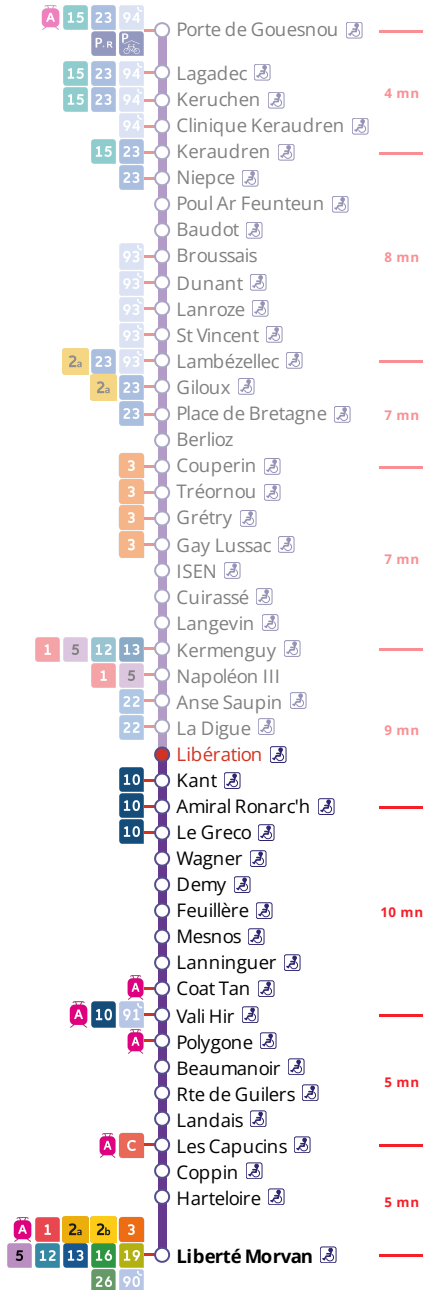 A 15 23 94 Porte de Gouesnou
P+R P
15 23 94 Lagadec
4 mn
15 23 94 Keruchen
94 Clinique Keraudren
15 23 Keraudren
23 Niepce
Poul Ar Feunteun
Baudot
93 Broussais 8 mn
93 Dunant
93 Lanroze
93 St Vincent
2a 23 93 Lambézellec
2a 23 Giloux
23 Place de Bretagne 7 mn
Berlioz
3 Couperin
3 Tréornou
3 Grétry
3 Gay Lussac
7 mn
ISEN
Cuirassé
Langevin
1 5 12 13 Kermenguy
1 5 Napoléon III
22 Anse Saupin
22 La Digue 9 mn
Libération
10 Kant
10 Amiral Ronarc'h
10 Le Greco
Wagner
Demy
Feuillère 10 mn
Mesnos
Lanninguer
A Coat Tan
A 10 91 Vali Hir
A Polygone
Beaumanoir
5 mn
Rte de Guilers
Landais
A C Les Capucins
Coppin
Harteloire 5 mn
A 1 2a 2b 3
5 12 13 16 19 Liberté Morvan
26 90